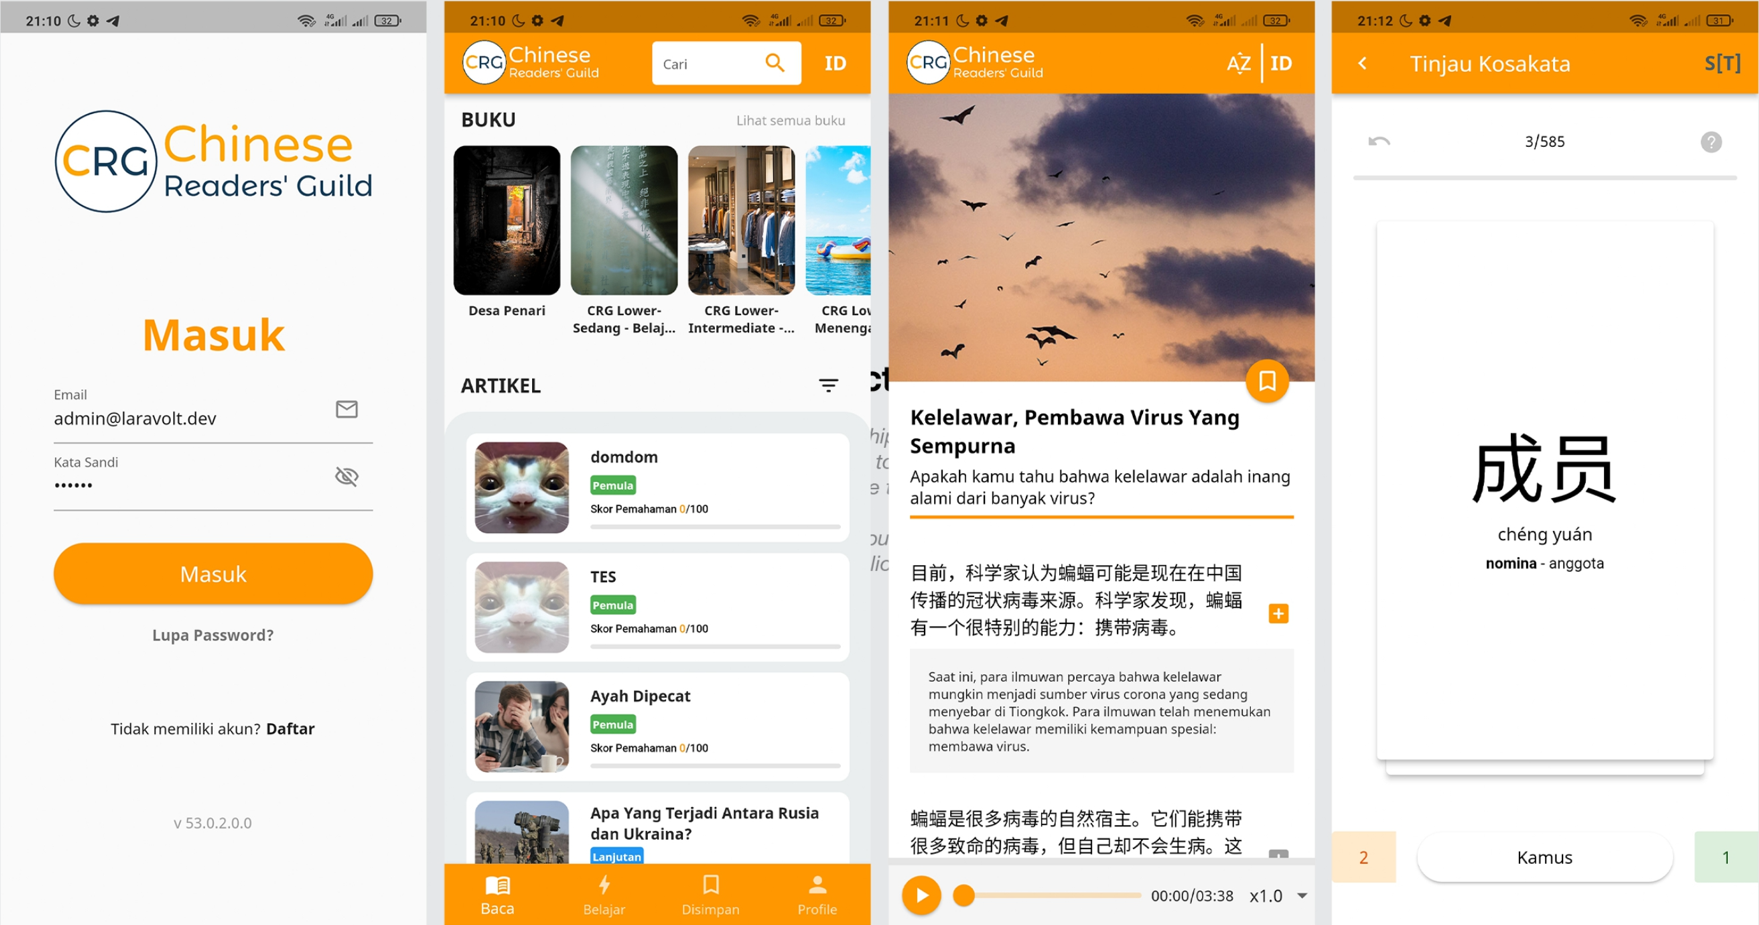 21:10
4G
32
CRG Chinese
Readers' Guild
Masuk
Email
admin@laravolt.dev
Kata Sandi
••••••
Masuk
Lupa Password?
Tidak memiliki akun? Daftar
v 53.0.2.0.0
21:10
4G
32
CRG Chinese
Readers' Guild
Cari
ID
BUKU
Lihat semua buku
Desa Penari
CRG Lower-
Sedang - Belaj...
CRG Lower-
Intermediate -...
CRG Lo
Menenga
ARTIKEL
domdom
Pemula
Skor Pemahaman 0/100
TES
Pemula
Skor Pemahaman 0/100
Ayah Dipecat
Pemula
Skor Pemahaman 0/100
Apa Yang Terjadi Antara Rusia
dan Ukraina?
Lanjutan
Baca
Belajar
Disimpan
Profile
21:11
4G
32
CRG Chinese
Readers' Guild
AZ
ID
Kelelawar, Pembawa Virus Yang
Sempurna
Apakah kamu tahu bahwa kelelawar adalah inang
alami dari banyak virus?
目前，科学家认为蝙蝠可能是现在在中国
传播的冠状病毒来源。科学家发现，蝙蝠
有一个很特别的能力：携带病毒。
Saat ini, para ilmuwan percaya bahwa kelelawar
mungkin menjadi sumber virus corona yang sedang
menyebar di Tiongkok. Para ilmuwan telah menemukan
bahwa kelelawar memiliki kemampuan spesial:
membawa virus.
蝙蝠是很多病毒的自然宿主。它们能携带
很多致命的病毒，但自己却不会生病。这
00:00/03:38
x1.0
21:12
4G
31
Tinjau Kosakata
S[T]
3/585
?
成员
chéng yuán
nomina - anggota
2
Kamus
1